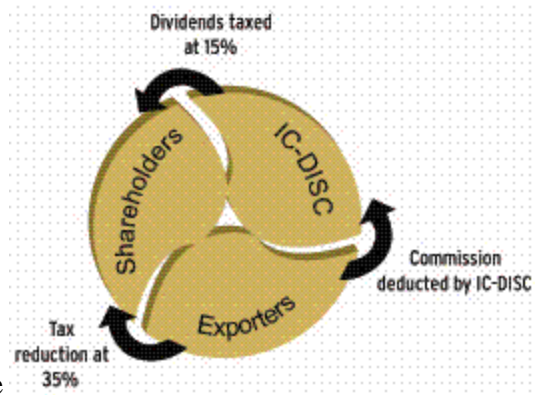 Dividends taxed
at 15%
Shareholders
IC-DISC
Commission
deducted by IC-DISC
Exporters
Tax
reduction at
35%
e